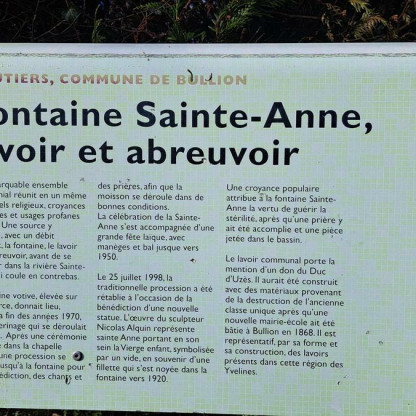 UTIERS, COMMUNE DE BULLION
ontaine Sainte-Anne,
voir et abreuvoir
arquable ensemble
nial réunit en un même
els religieux, croyances
es et usages profanes
. Une source y
, avec un débit
, la fontaine, le lavoir
reuvoir, avant de se
r dans la rivière Sainte-
i coule en contrebas.
ine votive, élevée sur
rce, donnait lieu,
a fin des années 1970,
erinage qui se déroulait
. Après une cérémonie
e dans la chapelle
une procession se
usqu'à la fontaine pour
édiction, des champs et
des prières, afin que la
moisson se déroule dans de
bonnes conditions.
La célébration de la Sainte-
Anne s'est accompagnée d'une
grande fête laïque, avec
manèges et bal jusque vers
1950.
Le 25 juillet 1998, la
traditionnelle procession a été
rétablie à l'occasion de la
bénédiction d'une nouvelle
statue. L'œuvre du sculpteur
Nicolas Alquin représente
sainte Anne portant en son
sein la Vierge enfant, symbolisée
par un vide, en souvenir d'une
fillette qui s'est noyée dans la
fontaine vers 1920.
Une croyance populaire
attribue à la fontaine Sainte-
Anne la vertu de guérir la
stérilité, après qu'une prière y
ait été accomplie et une pièce
jetée dans le bassin.
Le lavoir communal porte la
mention d'un don du Duc
d'Uzès. Il aurait été construit
avec des matériaux provenant
de la destruction de l'ancienne
classe unique après qu'une
nouvelle mairie-école ait été
bâtie à Bullion en 1868. Il est
représentatif, par sa forme et
sa construction, des lavoirs
présents dans cette région des
Yvelines.